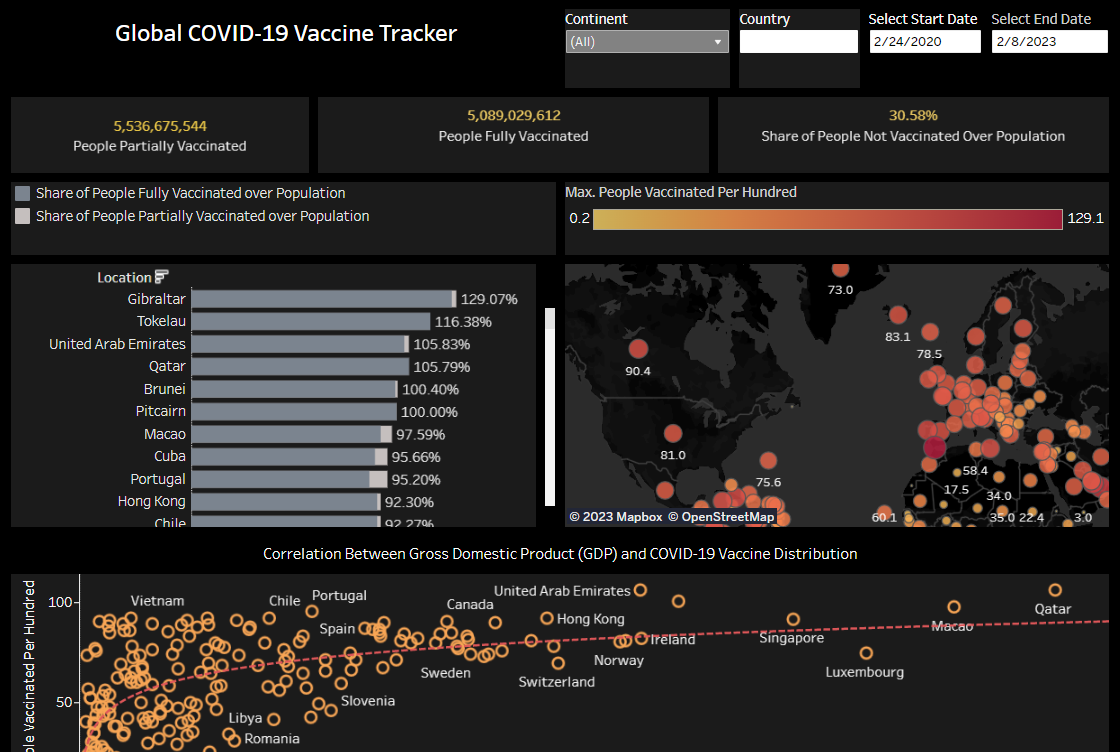 Global COVID-19 Vaccine Tracker
Continent
Country
Select Start Date
Select End Date
(All)
2/24/2020
2/8/2023
5,536,675,544
People Partially Vaccinated
5,089,029,612
People Fully Vaccinated
30.58%
Share of People Not Vaccinated Over Population
Share of People Fully Vaccinated over Population
Share of People Partially Vaccinated over Population
Max. People Vaccinated Per Hundred
0.2
129.1
Location
Gibraltar 129.07%
Tokelau 116.38%
United Arab Emirates 105.83%
Qatar 105.79%
Brunei 100.40%
Pitcairn 100.00%
Macao 97.59%
Cuba 95.66%
Portugal 95.20%
Hong Kong 92.30%
Chile 92.27%
73.0
83.1
78.5
90.4
81.0
75.6
58.4
17.5
34.0
60.1
35.0
22.4
3.0
© 2023 Mapbox © OpenStreetMap
Correlation Between Gross Domestic Product (GDP) and COVID-19 Vaccine Distribution
Vaccinated Per Hundred
100
50
Vietnam
Chile
Portugal
Spain
Canada
United Arab Emirates
Hong Kong
Ireland
Singapore
Macao
Qatar
Sweden
Norway
Switzerland
Luxembourg
Slovenia
Libya
Romania